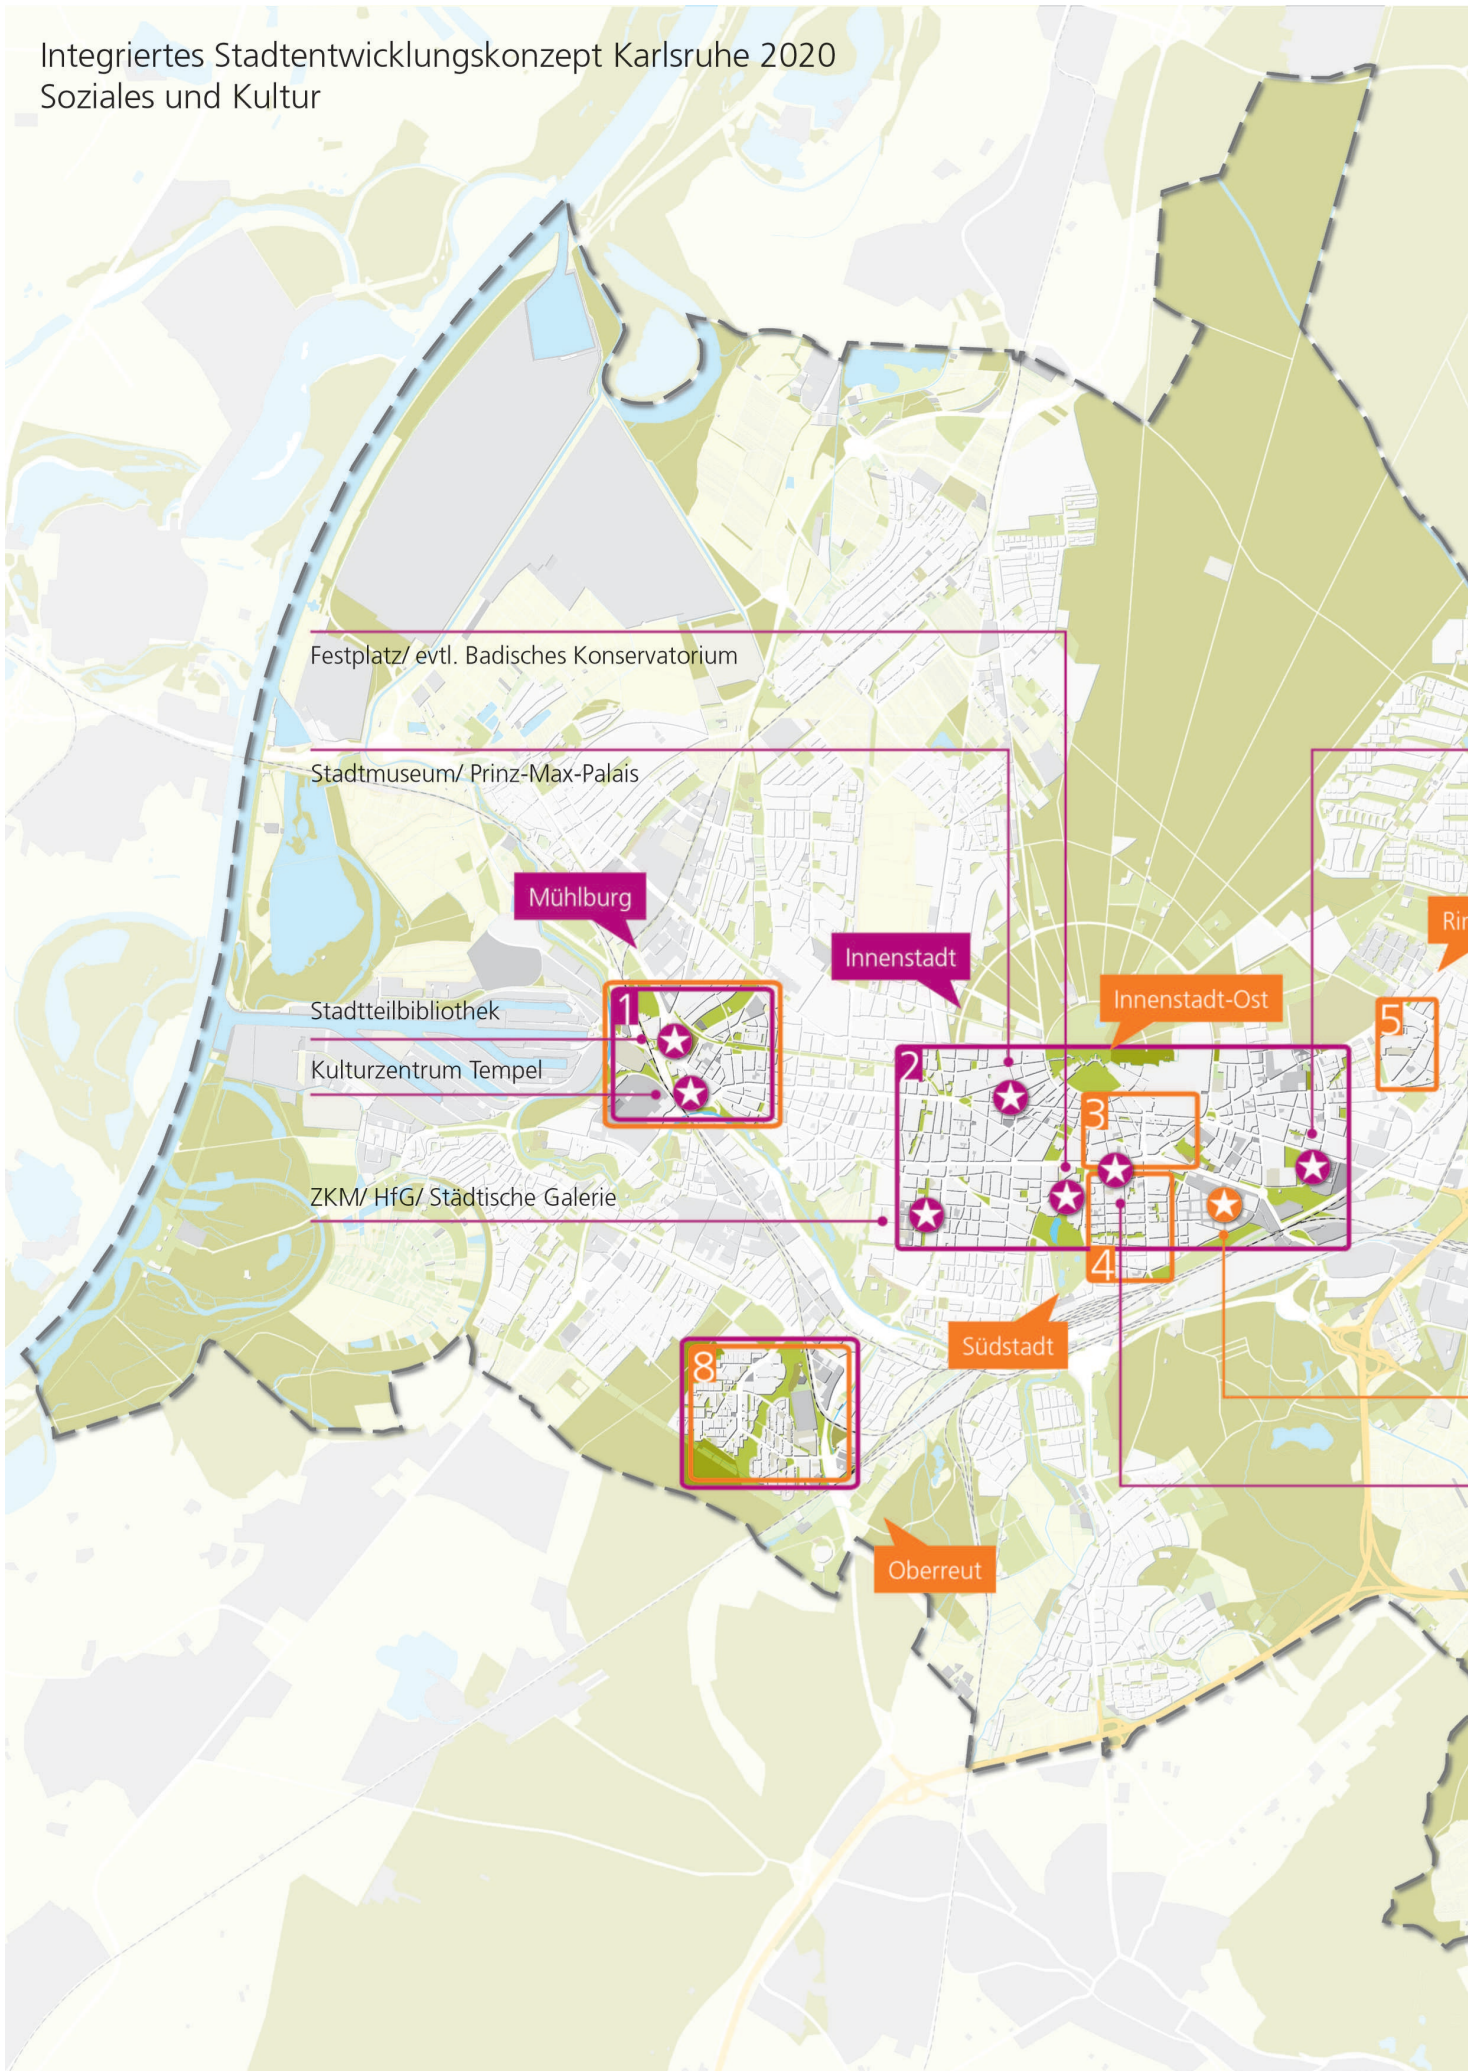 Integriertes Stadtentwicklungskonzept Karlsruhe 2020
Soziales und Kultur
Festplatz/ evtl. Badisches Konservatorium
Stadtmuseum/ Prinz-Max-Palais
Mühlburg
Rin
Innenstadt
Innenstadt-Ost
1
Stadtteilbibliothek
5
2
Kulturzentrum Tempel
3
ZKM/ HfG/ Städtische Galerie
4
Südstadt
8
Oberreut